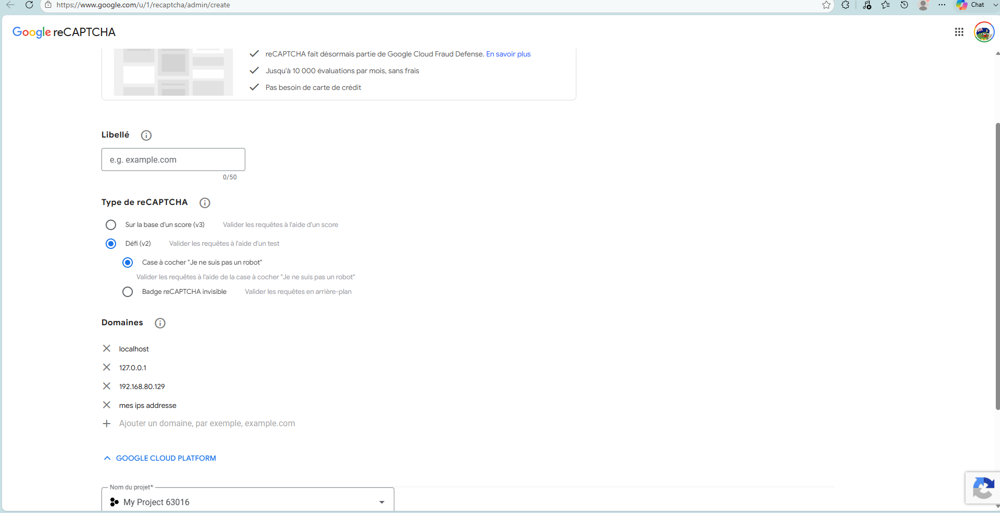 https://www.google.com/u/1/recaptcha/admin/create
Chat
Google reCAPTCHA
reCAPTCHA fait désormais partie de Google Cloud Fraud Defense. En savoir plus
Jusqu'à 10 000 évaluations par mois, sans frais
Pas besoin de carte de crédit
Libellé
e.g. example.com
0/50
Type de reCAPTCHA
Sur la base d'un score (v3) Valider les requêtes à l'aide d'un score
Défi (v2) Valider les requêtes à l'aide d'un test
Case à cocher "Je ne suis pas un robot"
Valider les requêtes à l'aide de la case à cocher "Je ne suis pas un robot"
Badge reCAPTCHA invisible Valider les requêtes en arrière-plan
Domaines
localhost
127.0.0.1
192.168.80.129
mes ips addresse
Ajouter un domaine, par exemple, example.com
GOOGLE CLOUD PLATFORM
Nom du projet*
My Project 63016